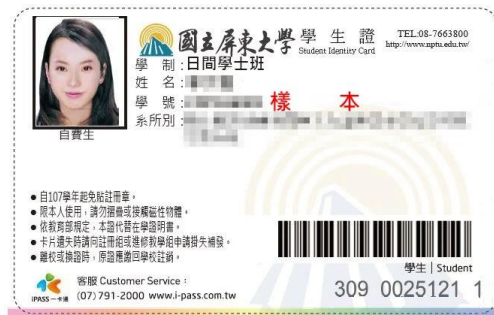 國立屏東大學 學生證 TEL:08-7663800
Student Identity Card http://www.nptu.edu.tw/
學 制:日間學士班
姓 名:
學 號: 樣 本
系所別:
自費生
● 自107學年起免貼註冊章。
● 限本人使用,請勿摺疊或接觸磁性物體。
● 依教育部規定,本證代替在學證明書。
● 卡片遺失時請向註冊組或進修教學組申請掛失補發。
● 離校或換證時,原證應繳回學校註銷。
學生 | Student
iPASS 一卡通
客服 Customer Service:
(07) 791-2000 www.i-pass.com.tw
309 0025121 1